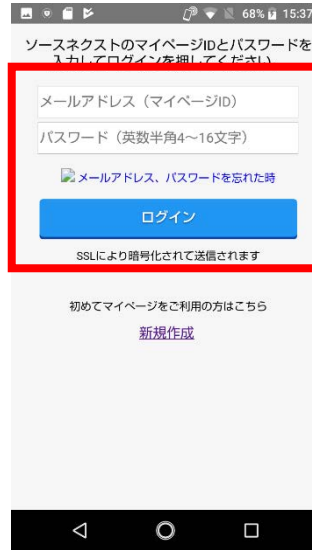 68% 15:37
ソースネクストのマイページIDとパスワードを
入力してログインを押してください
メールアドレス（マイページID）
パスワード（英数半角4～16文字）
メールアドレス、パスワードを忘れた時
ログイン
SSLにより暗号化されて送信されます
初めてマイページをご利用の方はこちら
新規作成